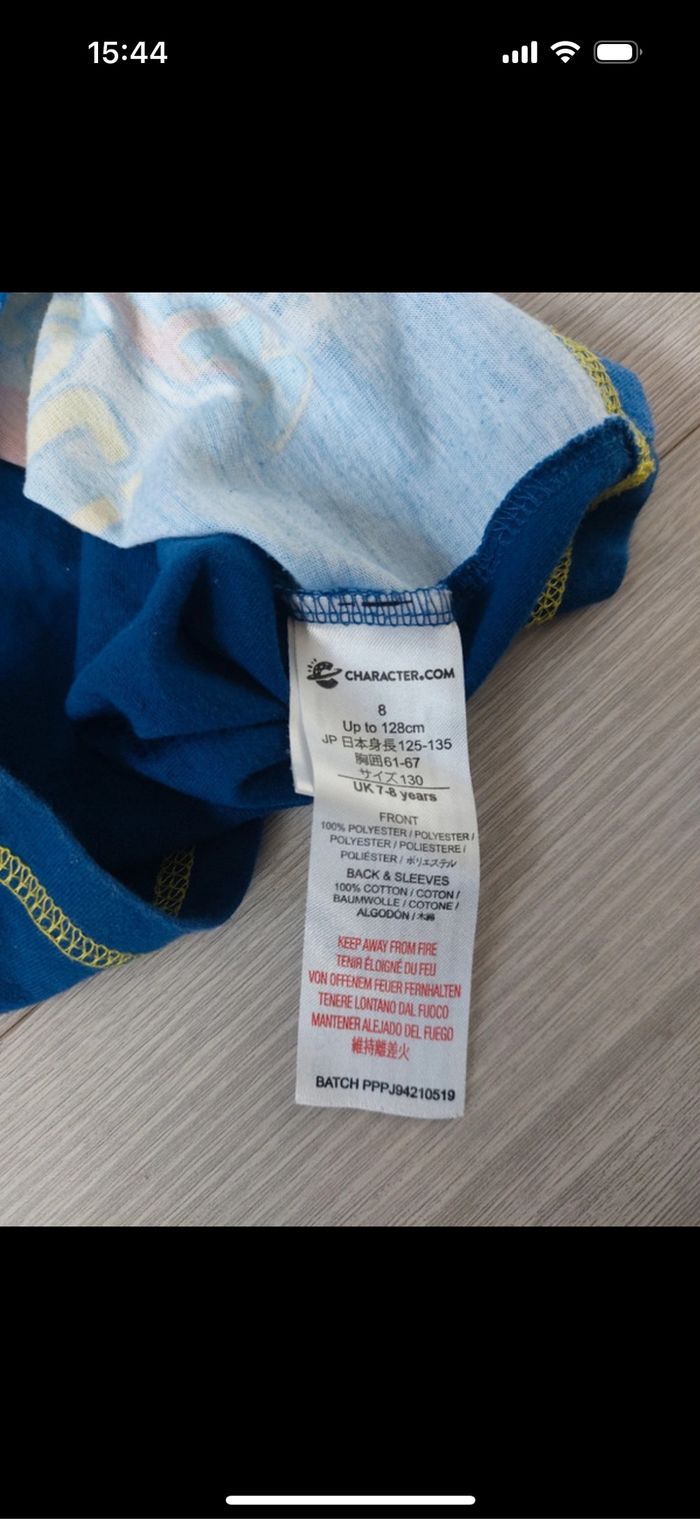 15:44
CHARACTER.COM
8
Up to 128cm
JP 日本身長125-135
胸囲61-67
サイズ130
UK 7-8 years
FRONT
100% POLYESTER / POLYESTER /
POLYESTER / POLIESTERE /
POLIÉSTER / ポリエステル
BACK & SLEEVES
100% COTTON / COTON /
BAUMWOLLE / COTONE /
ALGODÓN / 木綿
KEEP AWAY FROM FIRE
TENIR ÉLOIGNÉ DU FEU
VON OFFENEM FEUER FERNHALTEN
TENERE LONTANO DAL FUOCO
MANTENER ALEJADO DEL FUEGO
維持離差火
BATCH PPPJ94210519